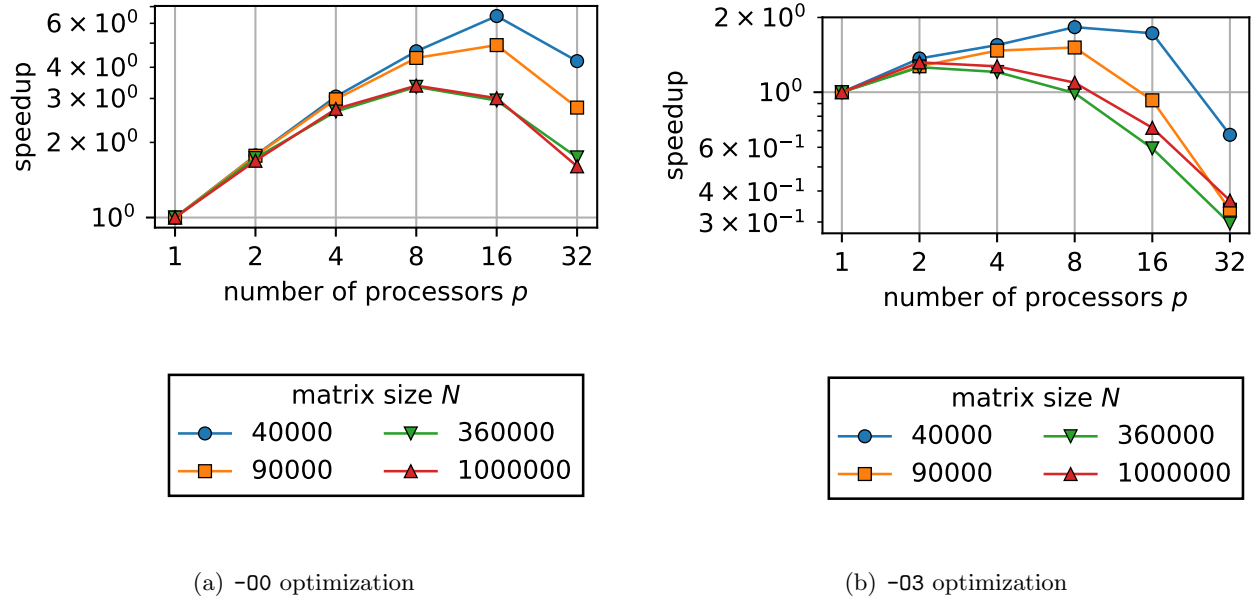 6 × 10⁰
4 × 10⁰
3 × 10⁰
2 × 10⁰
10⁰
speedup
1 2 4 8 16 32
number of processors p
matrix size N
40000 360000
90000 1000000
(a) -O0 optimization
2 × 10⁰
10⁰
6 × 10⁻¹
4 × 10⁻¹
3 × 10⁻¹
speedup
1 2 4 8 16 32
number of processors p
matrix size N
40000 360000
90000 1000000
(b) -O3 optimization